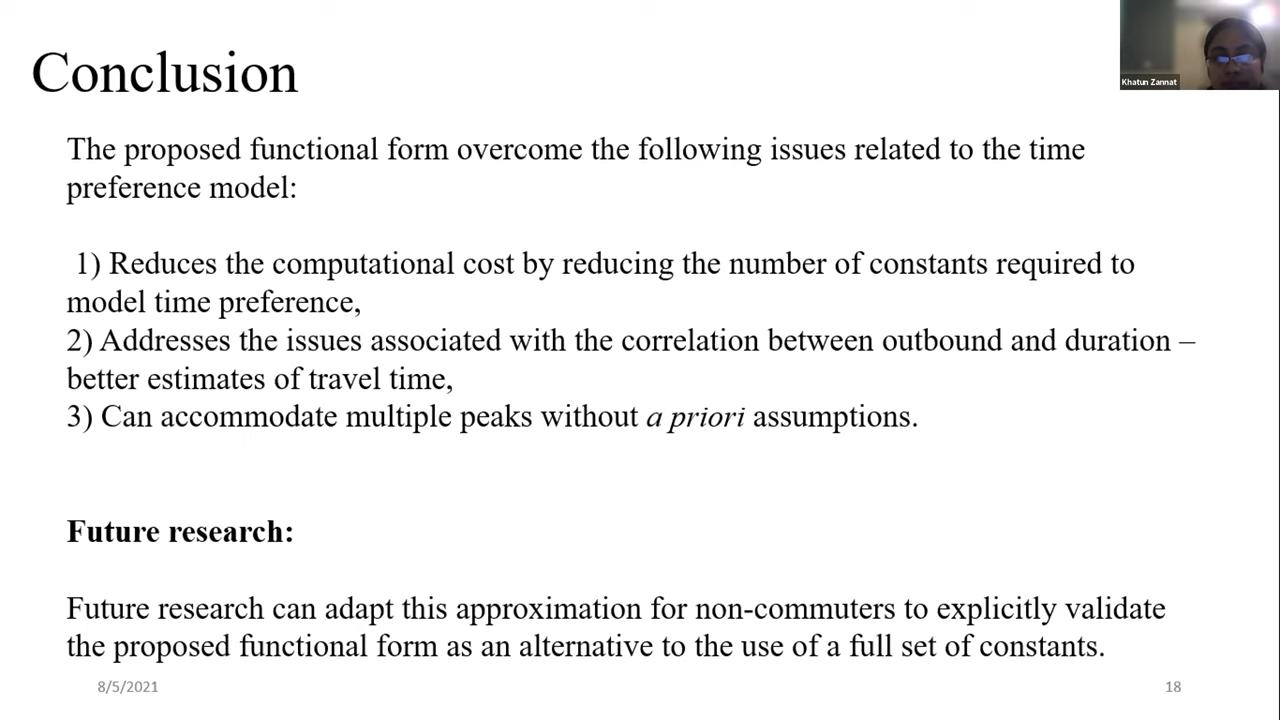 Conclusion
Khatun Zannat
The proposed functional form overcome the following issues related to the time
preference model:
1) Reduces the computational cost by reducing the number of constants required to
model time preference,
2) Addresses the issues associated with the correlation between outbound and duration –
better estimates of travel time,
3) Can accommodate multiple peaks without a priori assumptions.
Future research:
Future research can adapt this approximation for non-commuters to explicitly validate
the proposed functional form as an alternative to the use of a full set of constants.
8/5/2021
18